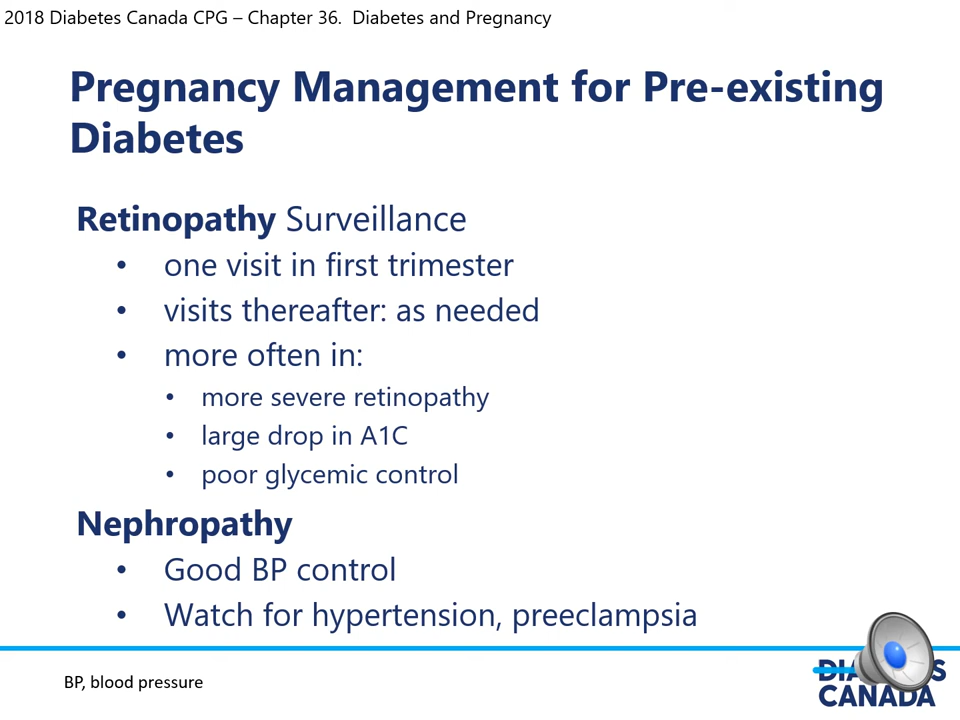 2018 Diabetes Canada CPG – Chapter 36. Diabetes and Pregnancy
Pregnancy Management for Pre-existing
Diabetes
Retinopathy Surveillance
• one visit in first trimester
• visits thereafter: as needed
• more often in:
• more severe retinopathy
• large drop in A1C
• poor glycemic control
Nephropathy
• Good BP control
• Watch for hypertension, preeclampsia
BP, blood pressure
CANADA